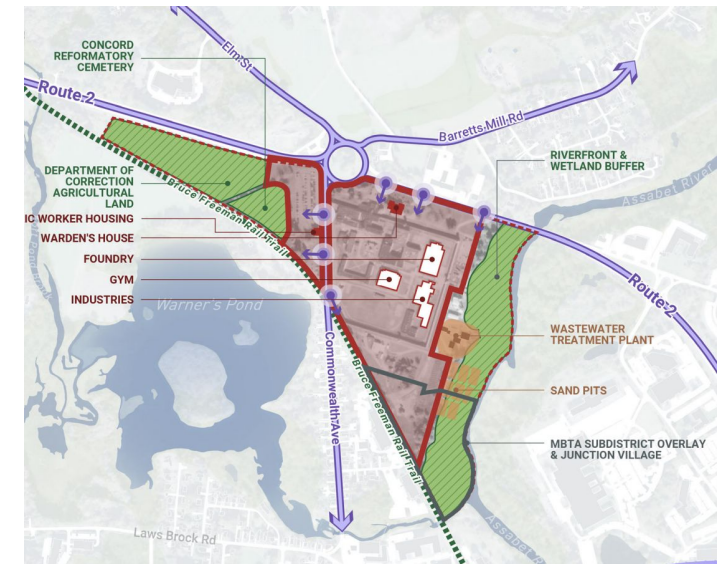 CONCORD
REFORMATORY
CEMETERY
Elm St
Route 2
Barretts Mill Rd
DEPARTMENT OF
CORRECTION
AGRICULTURAL
LAND
RIVERFRONT &
WETLAND BUFFER
Assabet River
Bruce Freeman Rail Trail
IC WORKER HOUSING
WARDEN'S HOUSE
FOUNDRY
GYM
INDUSTRIES
Warner's Pond
Route 2
WASTEWATER
TREATMENT PLANT
SAND PITS
MBTA SUBDISTRICT OVERLAY
& JUNCTION VILLAGE
Commonwealth Ave
Bruce Freeman Rail Trail
Laws Brock Rd
Assabet R